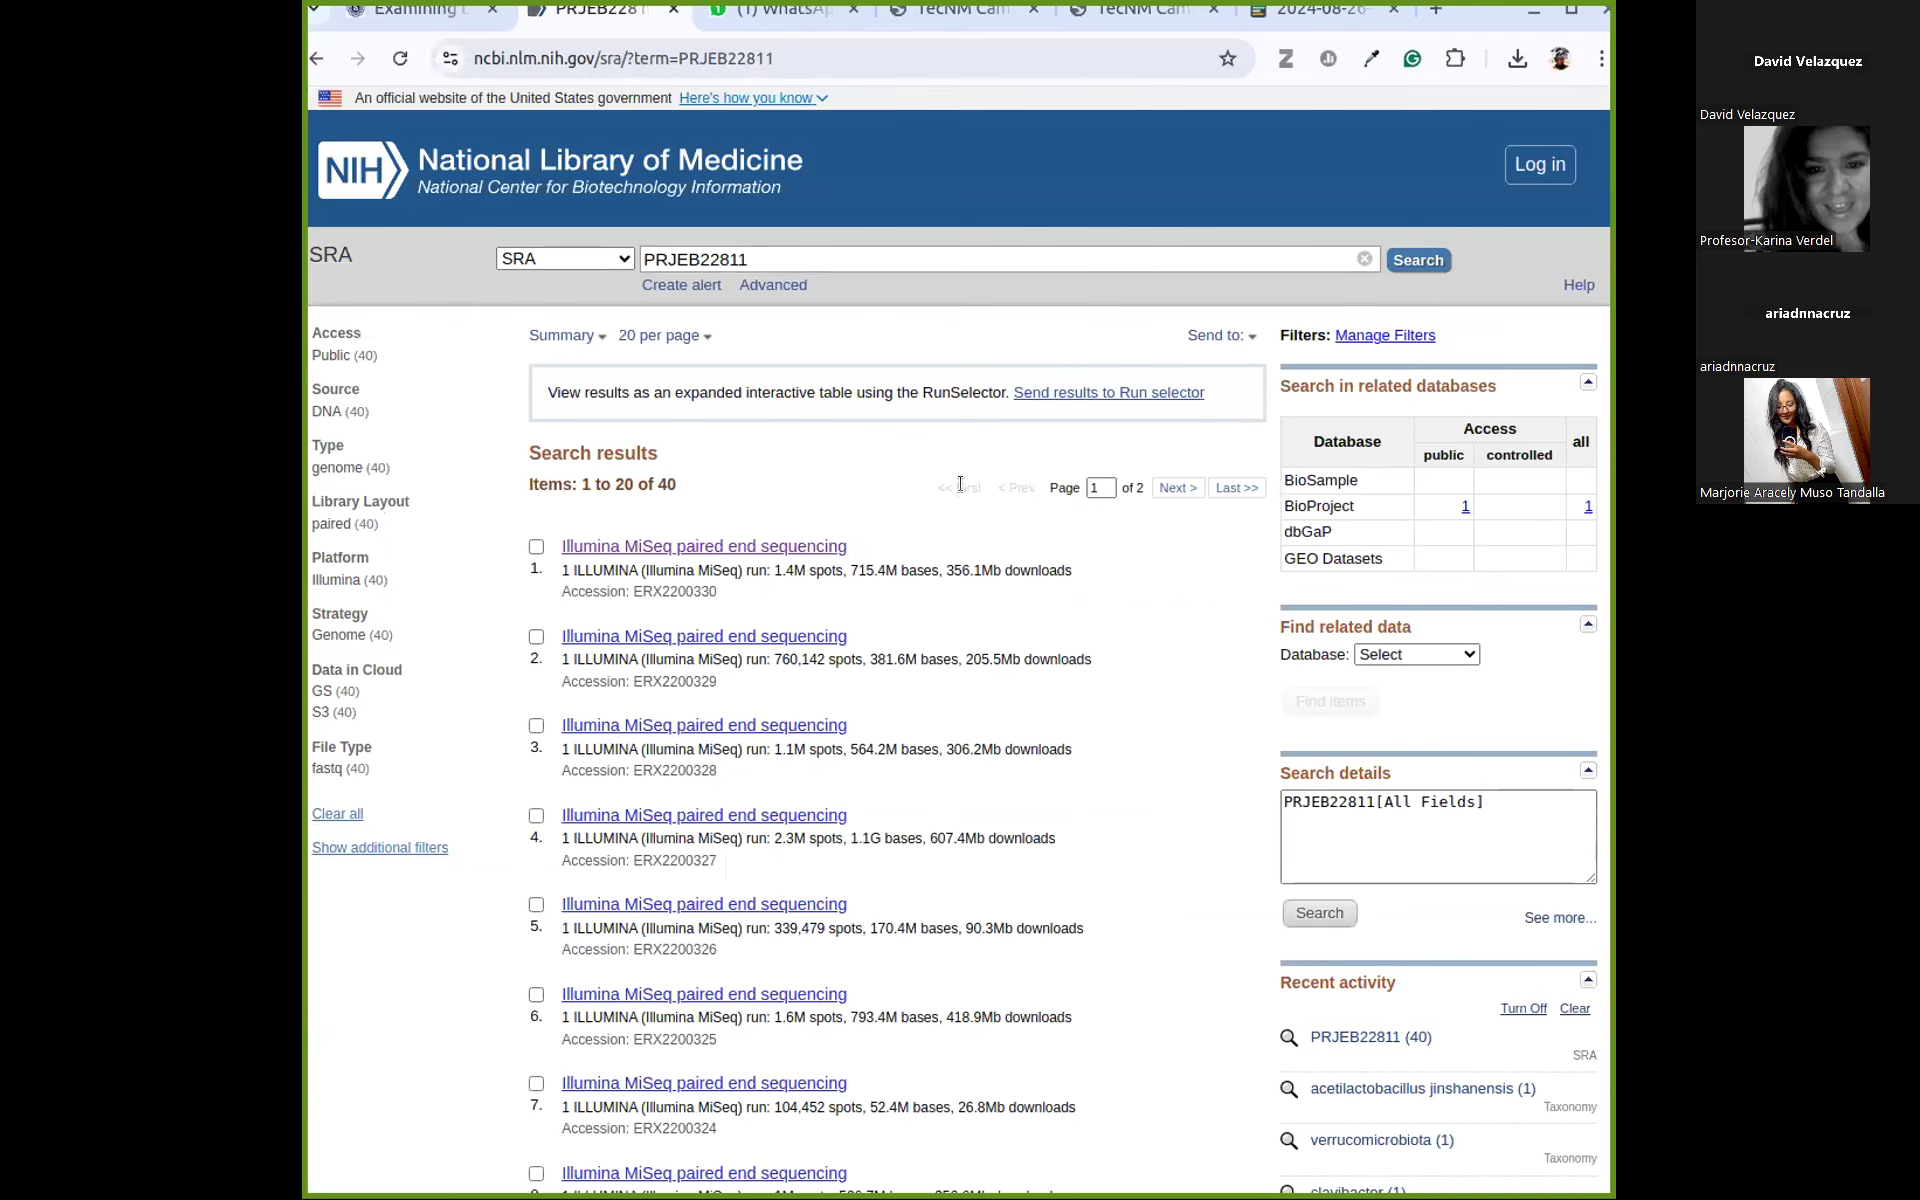 Examining
PRJEB2281
(1) WhatsAp
TecNM Cam
TecNM Cam
2024-08-26-
ncbi.nlm.nih.gov/sra/?term=PRJEB22811
An official website of the United States government Here's how you know
NIH
National Library of Medicine
National Center for Biotechnology Information
Log in
SRA
SRA
PRJEB22811
Search
Create alert
Advanced
Help
Access
Public (40)
Source
DNA (40)
Type
genome (40)
Library Layout
paired (40)
Platform
Illumina (40)
Strategy
Genome (40)
Data in Cloud
GS (40)
S3 (40)
File Type
fastq (40)
Clear all
Show additional filters
Summary
20 per page
Send to:
View results as an expanded interactive table using the RunSelector. Send results to Run selector
Search results
Items: 1 to 20 of 40
<< First < Prev Page 1 of 2 Next > Last >>
Illumina MiSeq paired end sequencing
1. 1 ILLUMINA (Illumina MiSeq) run: 1.4M spots, 715.4M bases, 356.1Mb downloads
Accession: ERX2200330
Illumina MiSeq paired end sequencing
2. 1 ILLUMINA (Illumina MiSeq) run: 760,142 spots, 381.6M bases, 205.5Mb downloads
Accession: ERX2200329
Illumina MiSeq paired end sequencing
3. 1 ILLUMINA (Illumina MiSeq) run: 1.1M spots, 564.2M bases, 306.2Mb downloads
Accession: ERX2200328
Illumina MiSeq paired end sequencing
4. 1 ILLUMINA (Illumina MiSeq) run: 2.3M spots, 1.1G bases, 607.4Mb downloads
Accession: ERX2200327
Illumina MiSeq paired end sequencing
5. 1 ILLUMINA (Illumina MiSeq) run: 339,479 spots, 170.4M bases, 90.3Mb downloads
Accession: ERX2200326
Illumina MiSeq paired end sequencing
6. 1 ILLUMINA (Illumina MiSeq) run: 1.6M spots, 793.4M bases, 418.9Mb downloads
Accession: ERX2200325
Illumina MiSeq paired end sequencing
7. 1 ILLUMINA (Illumina MiSeq) run: 104,452 spots, 52.4M bases, 26.8Mb downloads
Accession: ERX2200324
Illumina MiSeq paired end sequencing
Filters: Manage Filters
Search in related databases
Database
Access
all
public controlled
BioSample
BioProject 1 1
dbGaP
GEO Datasets
Find related data
Database: Select
Find items
Search details
PRJEB22811[All Fields]
Search
See more...
Recent activity
Turn Off Clear
PRJEB22811 (40)
SRA
acetilactobacillus jinshanensis (1)
Taxonomy
verrucomicrobiota (1)
Taxonomy
clavibacter (1)
David Velazquez
David Velazquez
Profesor-Karina Verdel
ariadnnacruz
ariadnnacruz
Marjorie Aracely Muso Tandalla